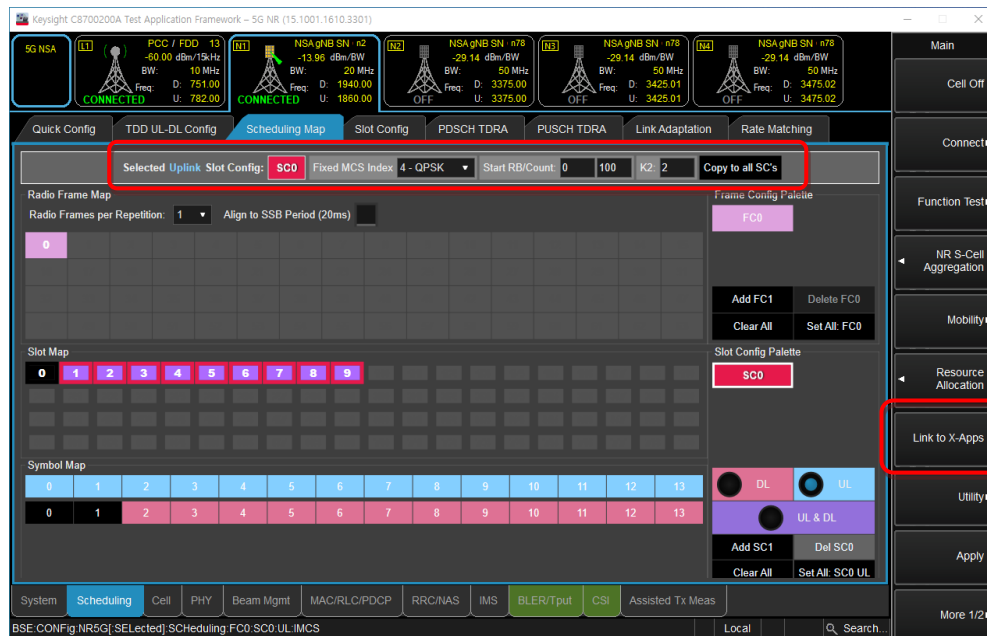 Keysight C8700200A Test Application Framework – 5G NR (15.1001.1610.3301)
5G NSA
L1 PCC / FDD 13
-60.00 dBm/15kHz
BW: 10 MHz
Freq: D: 751.00
CONNECTED U: 782.00
N1 NSA gNB SN · n2
-13.96 dBm/BW
BW: 20 MHz
Freq: D: 1940.00
CONNECTED U: 1860.00
N2 NSA gNB SN · n78
-29.14 dBm/BW
BW: 50 MHz
Freq: D: 3375.00
OFF U: 3375.00
N3 NSA gNB SN · n78
-29.14 dBm/BW
BW: 50 MHz
Freq: D: 3425.01
OFF U: 3425.01
N4 NSA gNB SN · n78
-29.14 dBm/BW
BW: 50 MHz
Freq: D: 3475.02
OFF U: 3475.02
Main
Cell Off
Connect
Function Test
NR S-Cell
Aggregation
Mobility
Resource
Allocation
Link to X-Apps
Utility
Apply
More 1/2
Quick Config TDD UL-DL Config Scheduling Map Slot Config PDSCH TDRA PUSCH TDRA Link Adaptation Rate Matching
Selected Uplink Slot Config: SC0 Fixed MCS Index 4 - QPSK Start RB/Count: 0 100 K2: 2 Copy to all SC's
Radio Frame Map
Radio Frames per Repetition: 1 Align to SSB Period (20ms)
0
Frame Config Palette
FC0
Add FC1 Delete FC0
Clear All Set All: FC0
Slot Map
0 1 2 3 4 5 6 7 8 9
Slot Config Palette
SC0
Symbol Map
0 1 2 3 4 5 6 7 8 9 10 11 12 13
0 1 2 3 4 5 6 7 8 9 10 11 12 13
DL UL
UL & DL
Add SC1 Del SC0
Clear All Set All: SC0 UL
System Scheduling Cell PHY Beam Mgmt MAC/RLC/PDCP RRC/NAS IMS BLER/Tput CSI Assisted Tx Meas
BSE:CONFig:NR5G[:SELected]:SCHeduling:FC0:SC0:UL:IMCS Local Search...